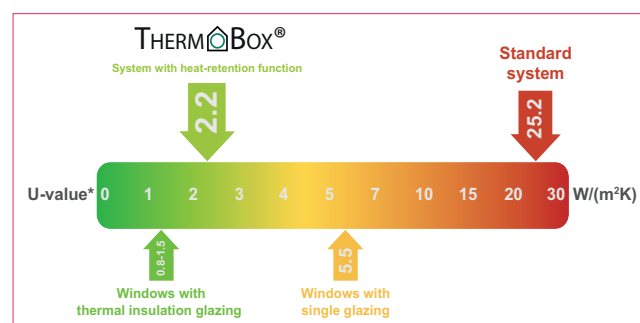 THERMOBOX®
System with heat-retention function
2.2
Standard
system
25.2
U-value* 0 1 2 3 4 5 7 10 15 20 30 W/(m²K)
0.8-1.5
5.5
Windows with
thermal insulation glazing
Windows with
single glazing